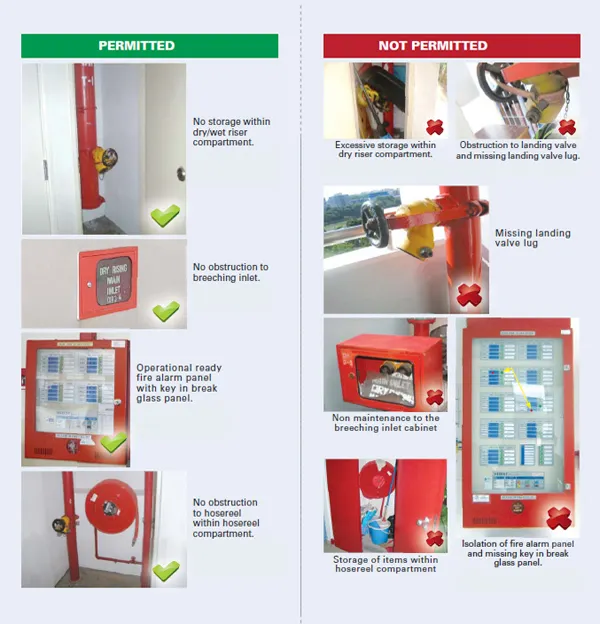 PERMITTED
No storage within
dry/wet riser
compartment.
DRY RISING
MAIN
INLET
No obstruction to
breeching inlet.
Operational ready
fire alarm panel
with key in break
glass panel.
No obstruction
to hosereel
within hosereel
compartment.
NOT PERMITTED
Excessive storage within
dry riser compartment.
Obstruction to landing valve
and missing landing valve lug.
Missing landing
valve lug
MAIN INLET
DRY
Non maintenance to the
breeching inlet cabinet
Storage of items within
hosereel compartment
Isolation of fire alarm panel
and missing key in break
glass panel.